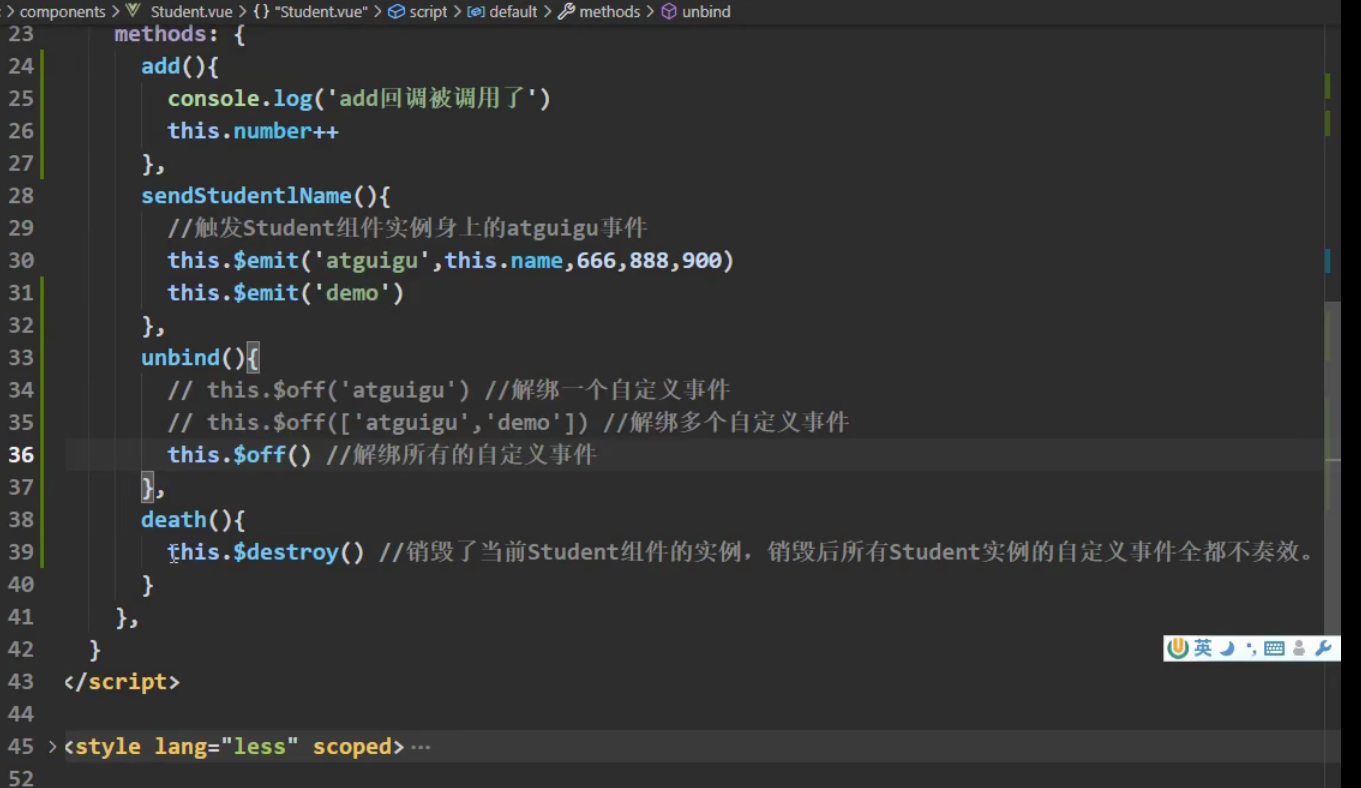 components > Student.vue > {} "Student.vue" > script > default > methods > unbind
23 methods: {
24 add(){
25 console.log('add回调被调用了')
26 this.number++
27 },
28 sendStudentlName(){
29 //触发Student组件实例身上的atguigu事件
30 this.$emit('atguigu',this.name,666,888,900)
31 this.$emit('demo')
32 },
33 unbind(){
34 // this.$off('atguigu') //解绑一个自定义事件
35 // this.$off(['atguigu','demo']) //解绑多个自定义事件
36 this.$off() //解绑所有的自定义事件
37 },
38 death(){
39 this.$destroy() //销毁了当前Student组件的实例，销毁后所有Student实例的自定义事件全都不奏效。
40 }
41 },
42 }
43 </script>
44
45 <style lang="less" scoped>···
52
英